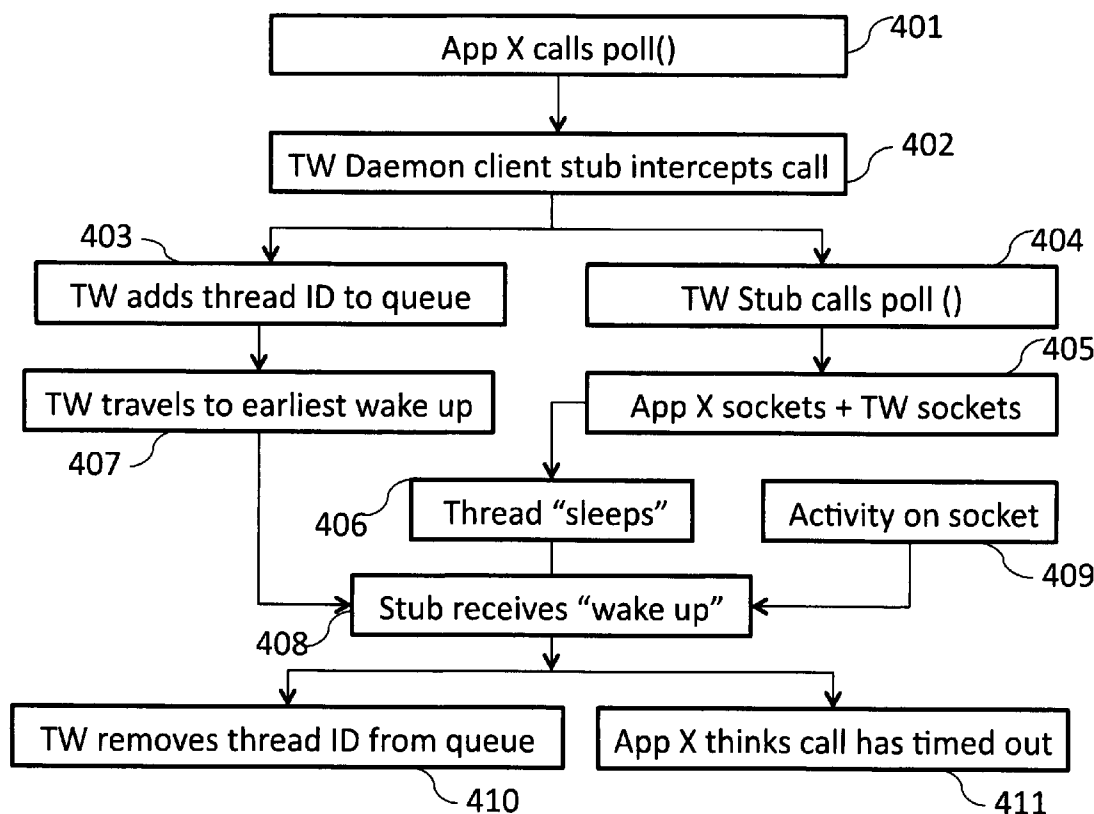 App X calls poll()
401
TW Daemon client stub intercepts call
402
403
404
TW adds thread ID to queue
TW Stub calls poll ()
405
TW travels to earliest wake up
App X sockets + TW sockets
407
406
Thread “sleeps”
Activity on socket
409
Stub receives “wake up”
408
TW removes thread ID from queue
App X thinks call has timed out
410
411